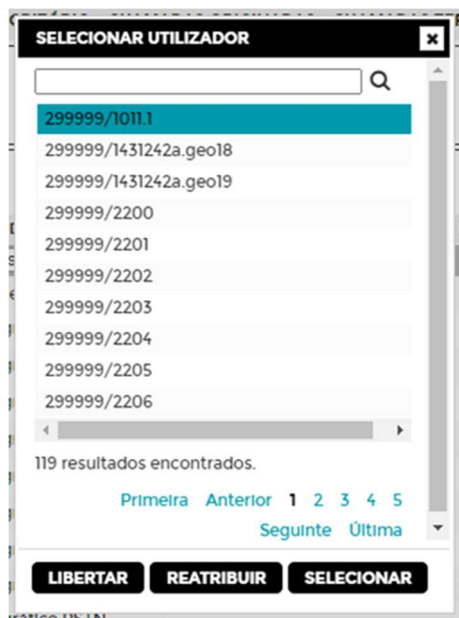 SELECIONAR UTILIZADOR
299999/1011.1
299999/1431242a.geo18
299999/1431242a.geo19
299999/2200
299999/2201
299999/2202
299999/2203
299999/2204
299999/2205
299999/2206
119 resultados encontrados.
Primeira Anterior 1 2 3 4 5
Seguinte Última
LIBERTAR REATRIBUIR SELECIONAR